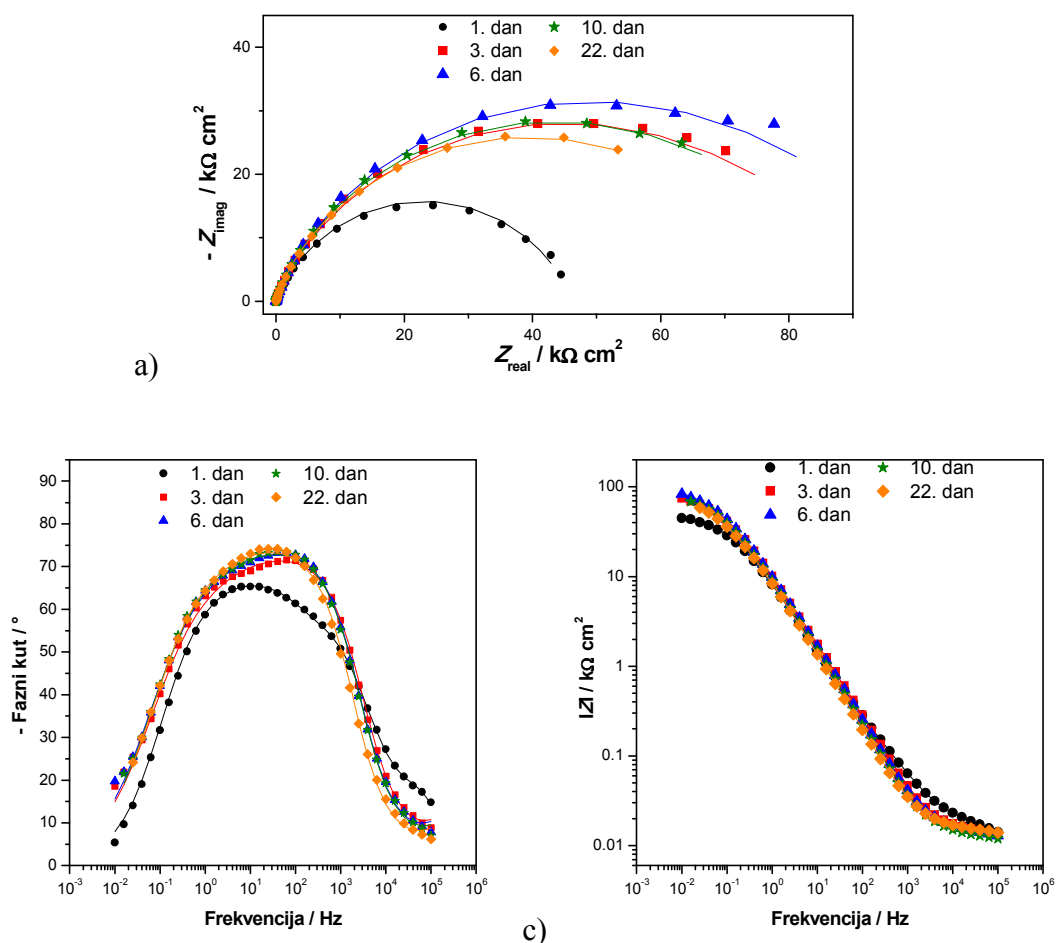 1. dan 10. dan
3. dan 22. dan
6. dan
40
20
0
- Zimag / kΩ cm²
0 20 40 60 80
Zreal / kΩ cm²
a)
1. dan 10. dan
3. dan 22. dan
6. dan
90
80
70
60
50
40
30
20
10
0
- Fazni kut / °
10⁻³ 10⁻² 10⁻¹ 10⁰ 10¹ 10² 10³ 10⁴ 10⁵ 10⁶
Frekvencija / Hz
1. dan 10. dan
3. dan 22. dan
6. dan
100
10
1
0.1
0.01
|Z| / kΩ cm²
10⁻³ 10⁻² 10⁻¹ 10⁰ 10¹ 10² 10³ 10⁴ 10⁵ 10⁶
Frekvencija / Hz
c)